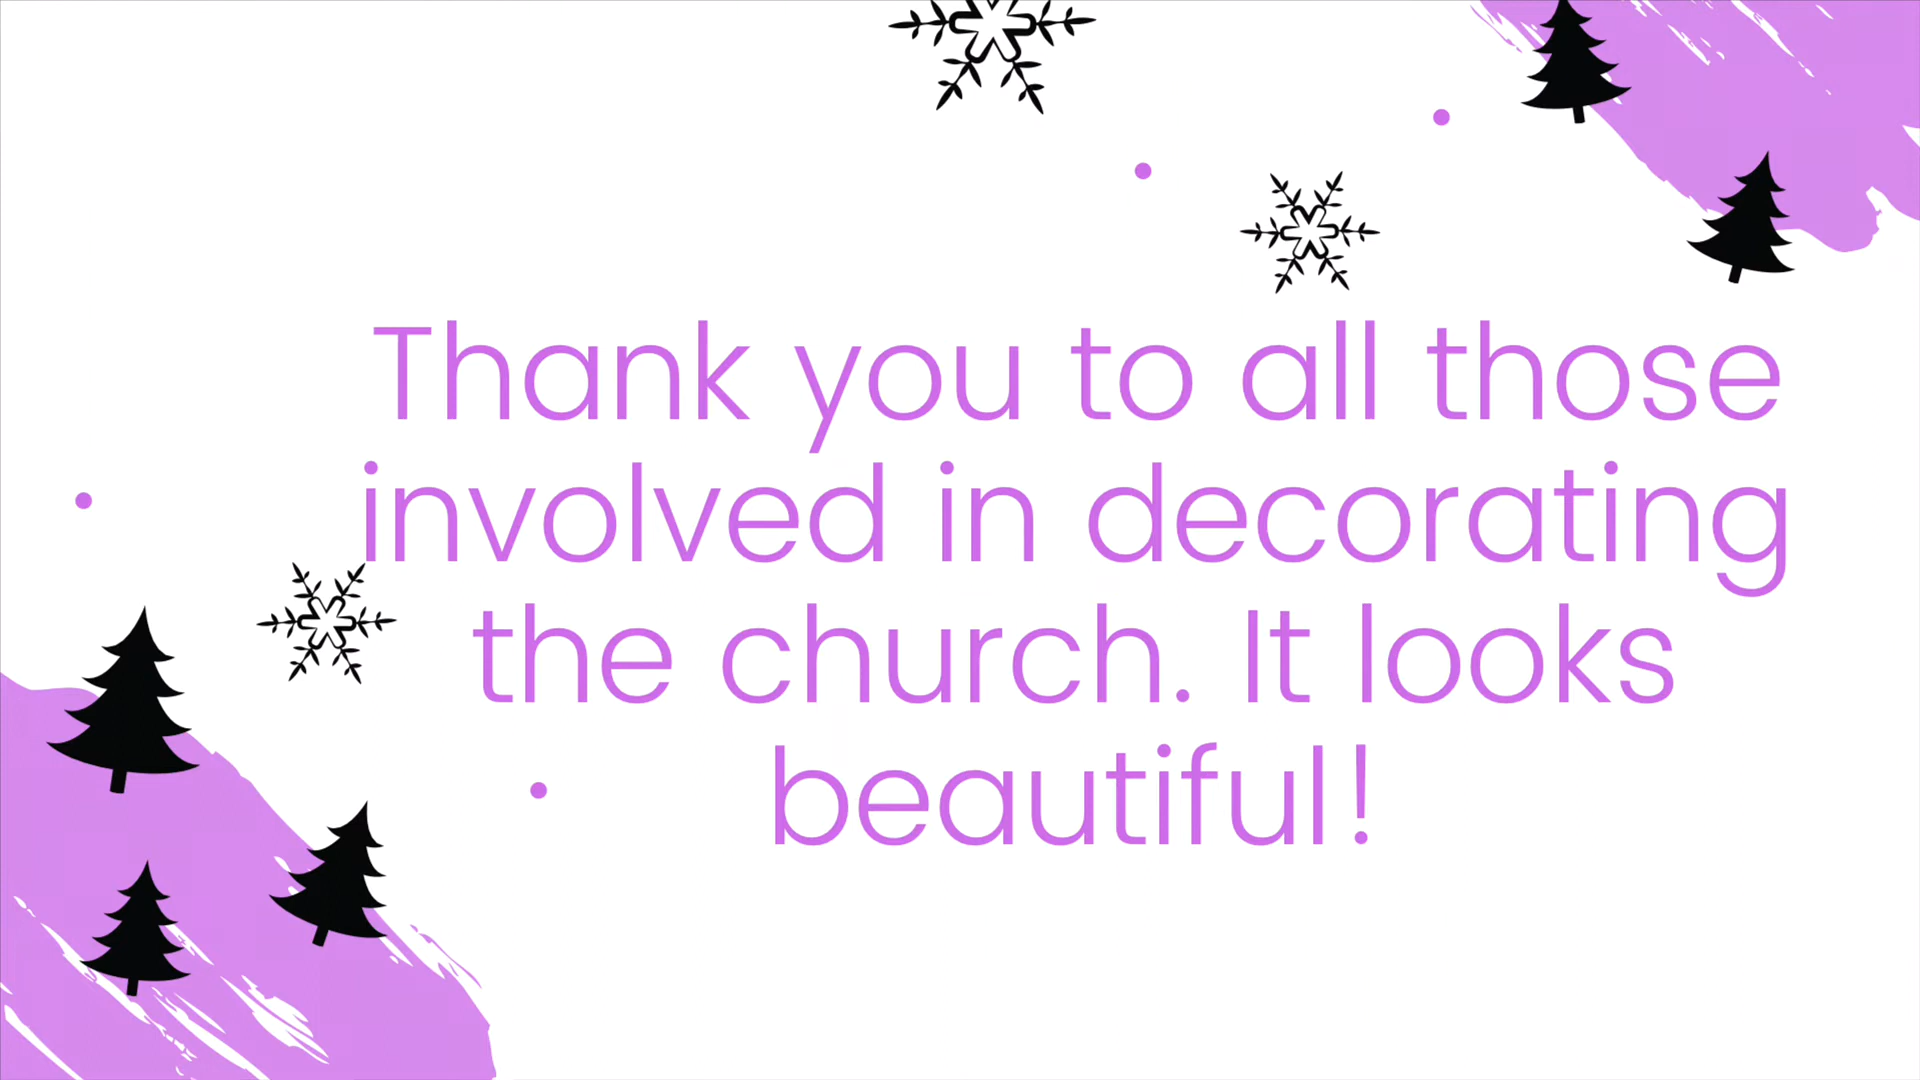 Thank you to all those
involved in decorating
the church. It looks
beautiful!